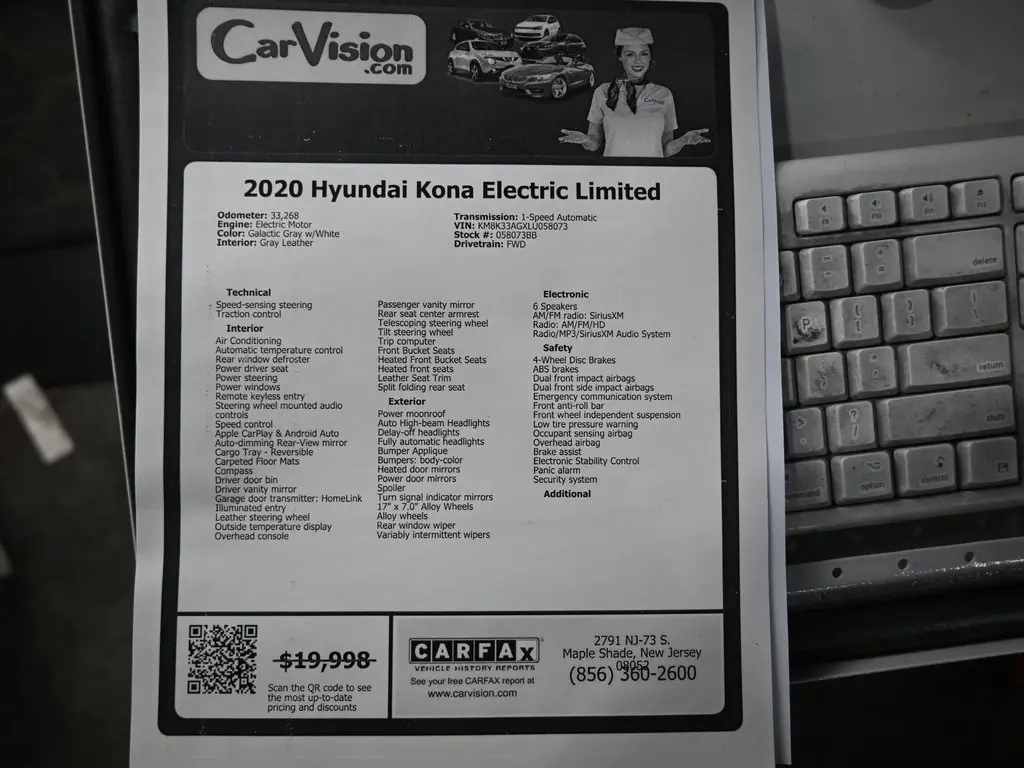 CarVision
.com
2020 Hyundai Kona Electric Limited
Odometer: 33,268
Engine: Electric Motor
Color: Galactic Gray w/White
Interior: Gray Leather
Transmission: 1-Speed Automatic
VIN: KM8K33AGXLU058073
Stock #: 058073BB
Drivetrain: FWD
Technical
Speed-sensing steering
Traction control
Interior
Air Conditioning
Automatic temperature control
Rear window defroster
Power driver seat
Power steering
Power windows
Remote keyless entry
Steering wheel mounted audio
controls
Speed control
Apple CarPlay & Android Auto
Auto-dimming Rear-View mirror
Cargo Tray - Reversible
Carpeted Floor Mats
Compass
Driver door bin
Driver vanity mirror
Garage door transmitter: HomeLink
Illuminated entry
Leather steering wheel
Outside temperature display
Overhead console
Passenger vanity mirror
Rear seat center armrest
Telescoping steering wheel
Tilt steering wheel
Trip computer
Front Bucket Seats
Heated Front Bucket Seats
Heated front seats
Leather Seat Trim
Split folding rear seat
Exterior
Power moonroof
Auto High-beam Headlights
Delay-off headlights
Fully automatic headlights
Bumper Applique
Bumpers: body-color
Heated door mirrors
Power door mirrors
Spoiler
Turn signal indicator mirrors
17" x 7.0" Alloy Wheels
Alloy wheels
Rear window wiper
Variably intermittent wipers
Electronic
6 Speakers
AM/FM radio: SiriusXM
Radio: AM/FM/HD
Radio/MP3/SiriusXM Audio System
Safety
4-Wheel Disc Brakes
ABS brakes
Dual front impact airbags
Dual front side impact airbags
Emergency communication system
Front anti-roll bar
Front wheel independent suspension
Low tire pressure warning
Occupant sensing airbag
Overhead airbag
Brake assist
Electronic Stability Control
Panic alarm
Security system
Additional
$19,998
Scan the QR code to see
the most up-to-date
pricing and discounts
CARFAX
VEHICLE HISTORY REPORTS
See your free CARFAX report at
www.carvision.com
2791 NJ-73 S.
Maple Shade, New Jersey
08052
(856) 360-2600
delete
P
return
shift
option
control